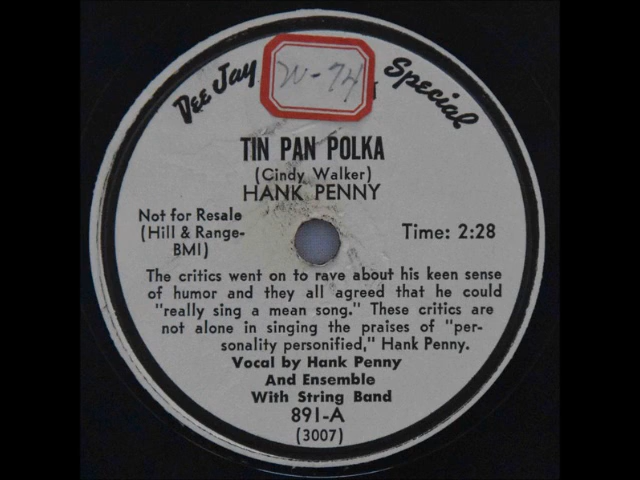 Dee Jay Special
W-74
TIN PAN POLKA
(Cindy Walker)
HANK PENNY
Not for Resale
(Hill & Range-
BMI)
Time: 2:28
The critics went on to rave about his keen sense
of humor and they all agreed that he could
"really sing a mean song." These critics are
not alone in singing the praises of "per-
sonality personified," Hank Penny.
Vocal by Hank Penny
And Ensemble
With String Band
891-A
(3007)